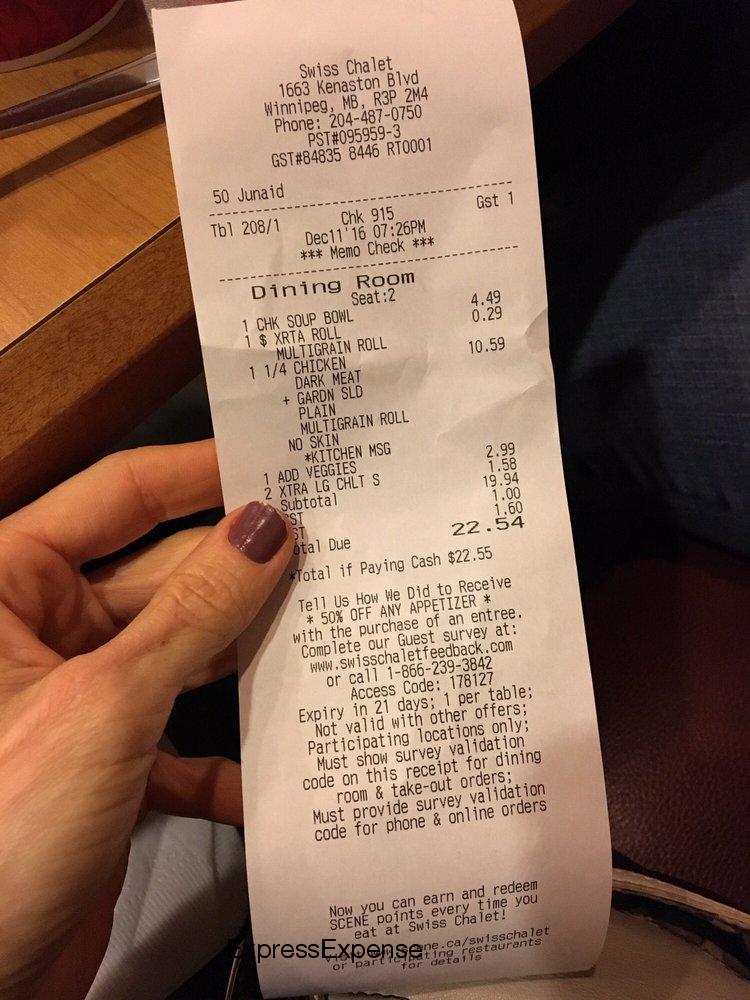 Swiss Chalet
1663 Kenaston Blvd
Winnipeg, MB, R3P 2M4
Phone: 204-487-0750
PST#095959-3
GST#84835 8446 RT0001
50 Junaid
Tbl 208/1 Chk 915 Gst 1
Dec11'16 07:26PM
*** Memo Check ***
Dining Room
Seat:2
1 CHK SOUP BOWL 4.49
1 $ XRTA ROLL 0.29
MULTIGRAIN ROLL
1 1/4 CHICKEN 10.59
DARK MEAT
+ GARDN SLD
PLAIN
MULTIGRAIN ROLL
NO SKIN
*KITCHEN MSG
1 ADD VEGGIES 2.99
2 XTRA LG CHLT S 1.58
Subtotal 19.94
ST 1.00
ST 1.60
otal Due 22.54
*Total if Paying Cash $22.55
Tell Us How We Did to Receive
* 50% OFF ANY APPETIZER *
with the purchase of an entree.
Complete our Guest survey at:
www.swisschaletfeedback.com
or call 1-866-239-3842
Access Code: 178127
Expiry in 21 days; 1 per table;
Not valid with other offers;
Participating locations only;
Must show survey validation
code on this receipt for dining
room & take-out orders;
Must provide survey validation
code for phone & online orders
Now you can earn and redeem
SCENE points every time you
eat at Swiss Chalet!
ExpressExpense
ne.ca/swisschalet
or participating restaurants
for details